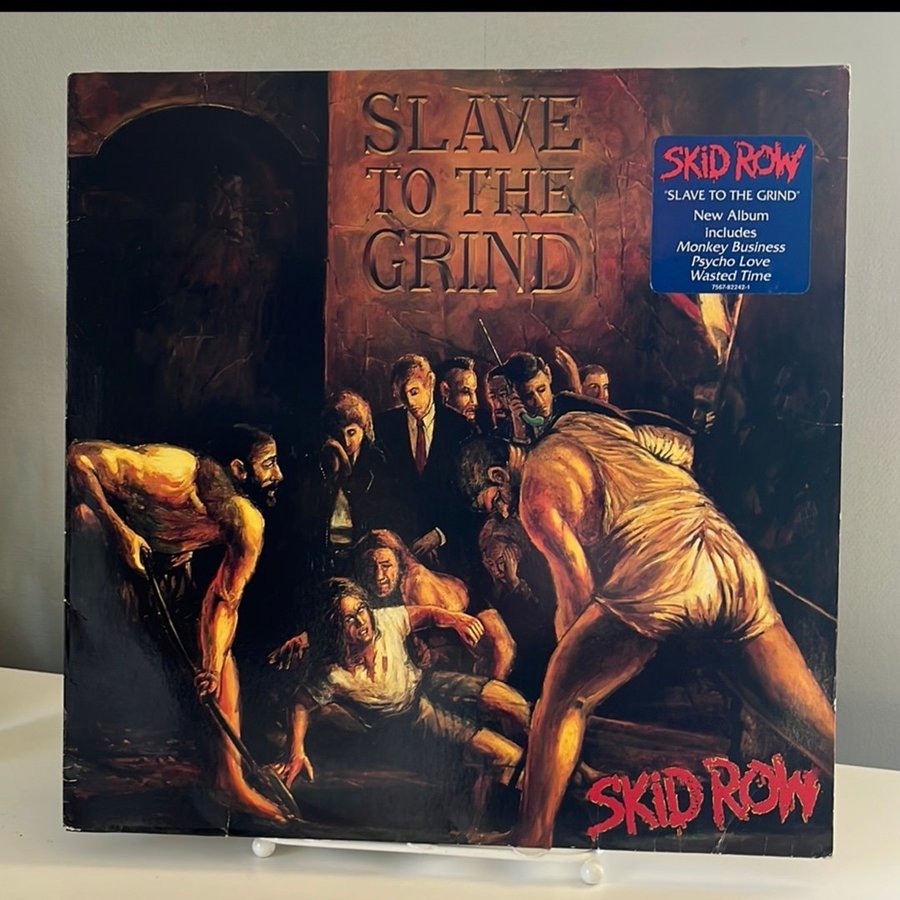 SLAVE
TO THE
GRIND
SKiD ROW
"SLAVE TO THE GRIND"
New Album
includes
Monkey Business
Psycho Love
Wasted Time
7567-82242-1
SKiD ROW